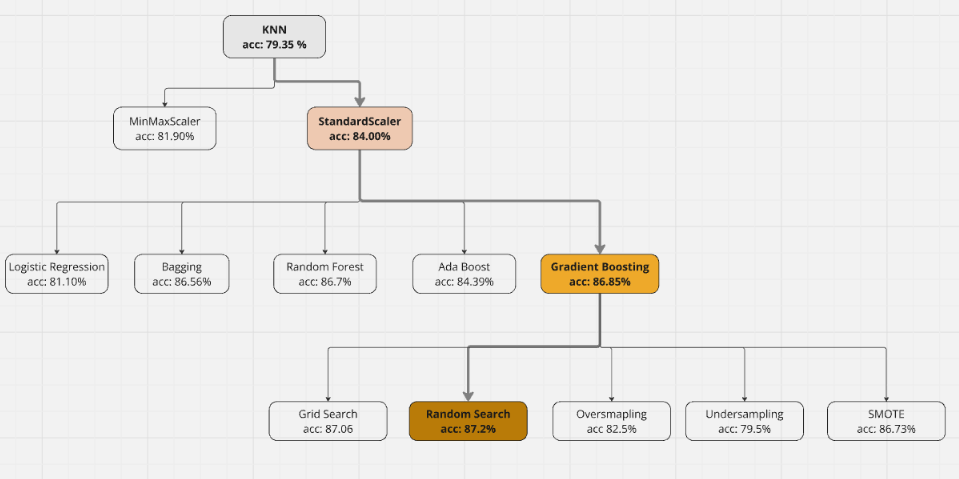 KNN
acc: 79.35 %
MinMaxScaler
acc: 81.90%
StandardScaler
acc: 84.00%
Logistic Regression
acc: 81.10%
Bagging
acc: 86.56%
Random Forest
acc: 86.7%
Ada Boost
acc: 84.39%
Gradient Boosting
acc: 86.85%
Grid Search
acc: 87.06
Random Search
acc: 87.2%
Oversmapling
acc 82.5%
Undersampling
acc: 79.5%
SMOTE
acc: 86.73%